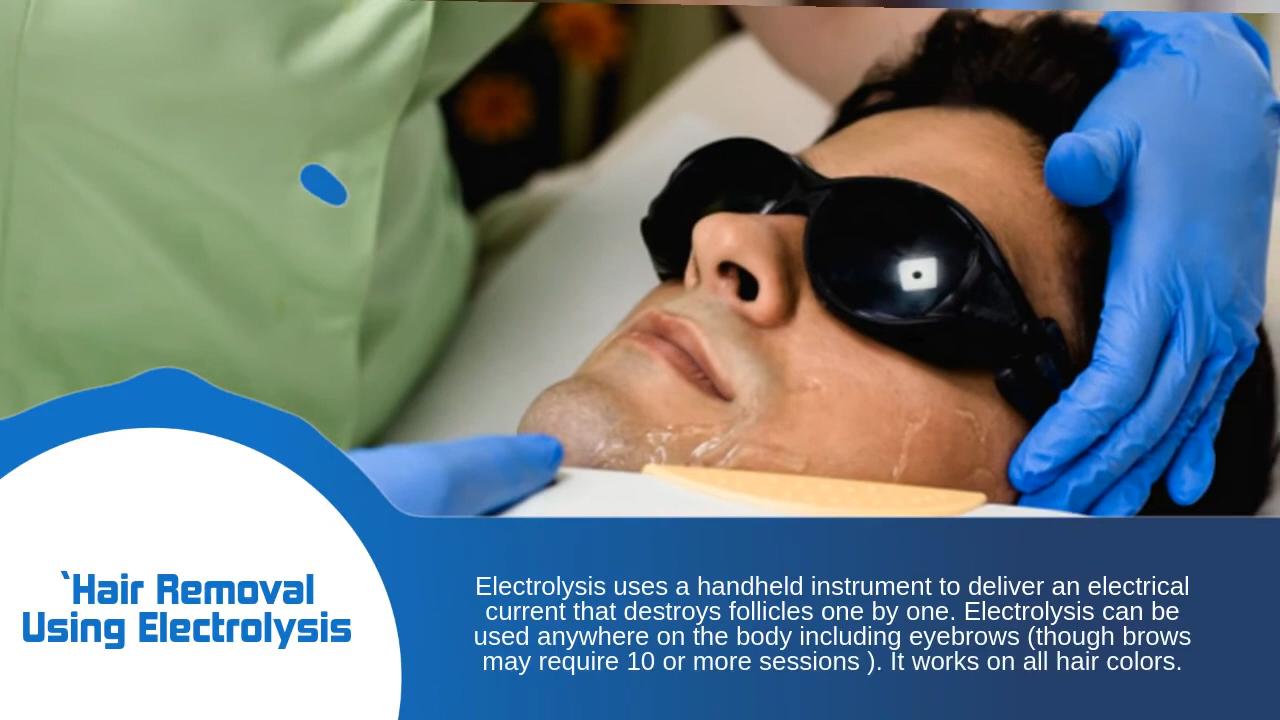 `Hair Removal
Using Electrolysis
Electrolysis uses a handheld instrument to deliver an electrical
current that destroys follicles one by one. Electrolysis can be
used anywhere on the body including eyebrows (though brows
may require 10 or more sessions ). It works on all hair colors.